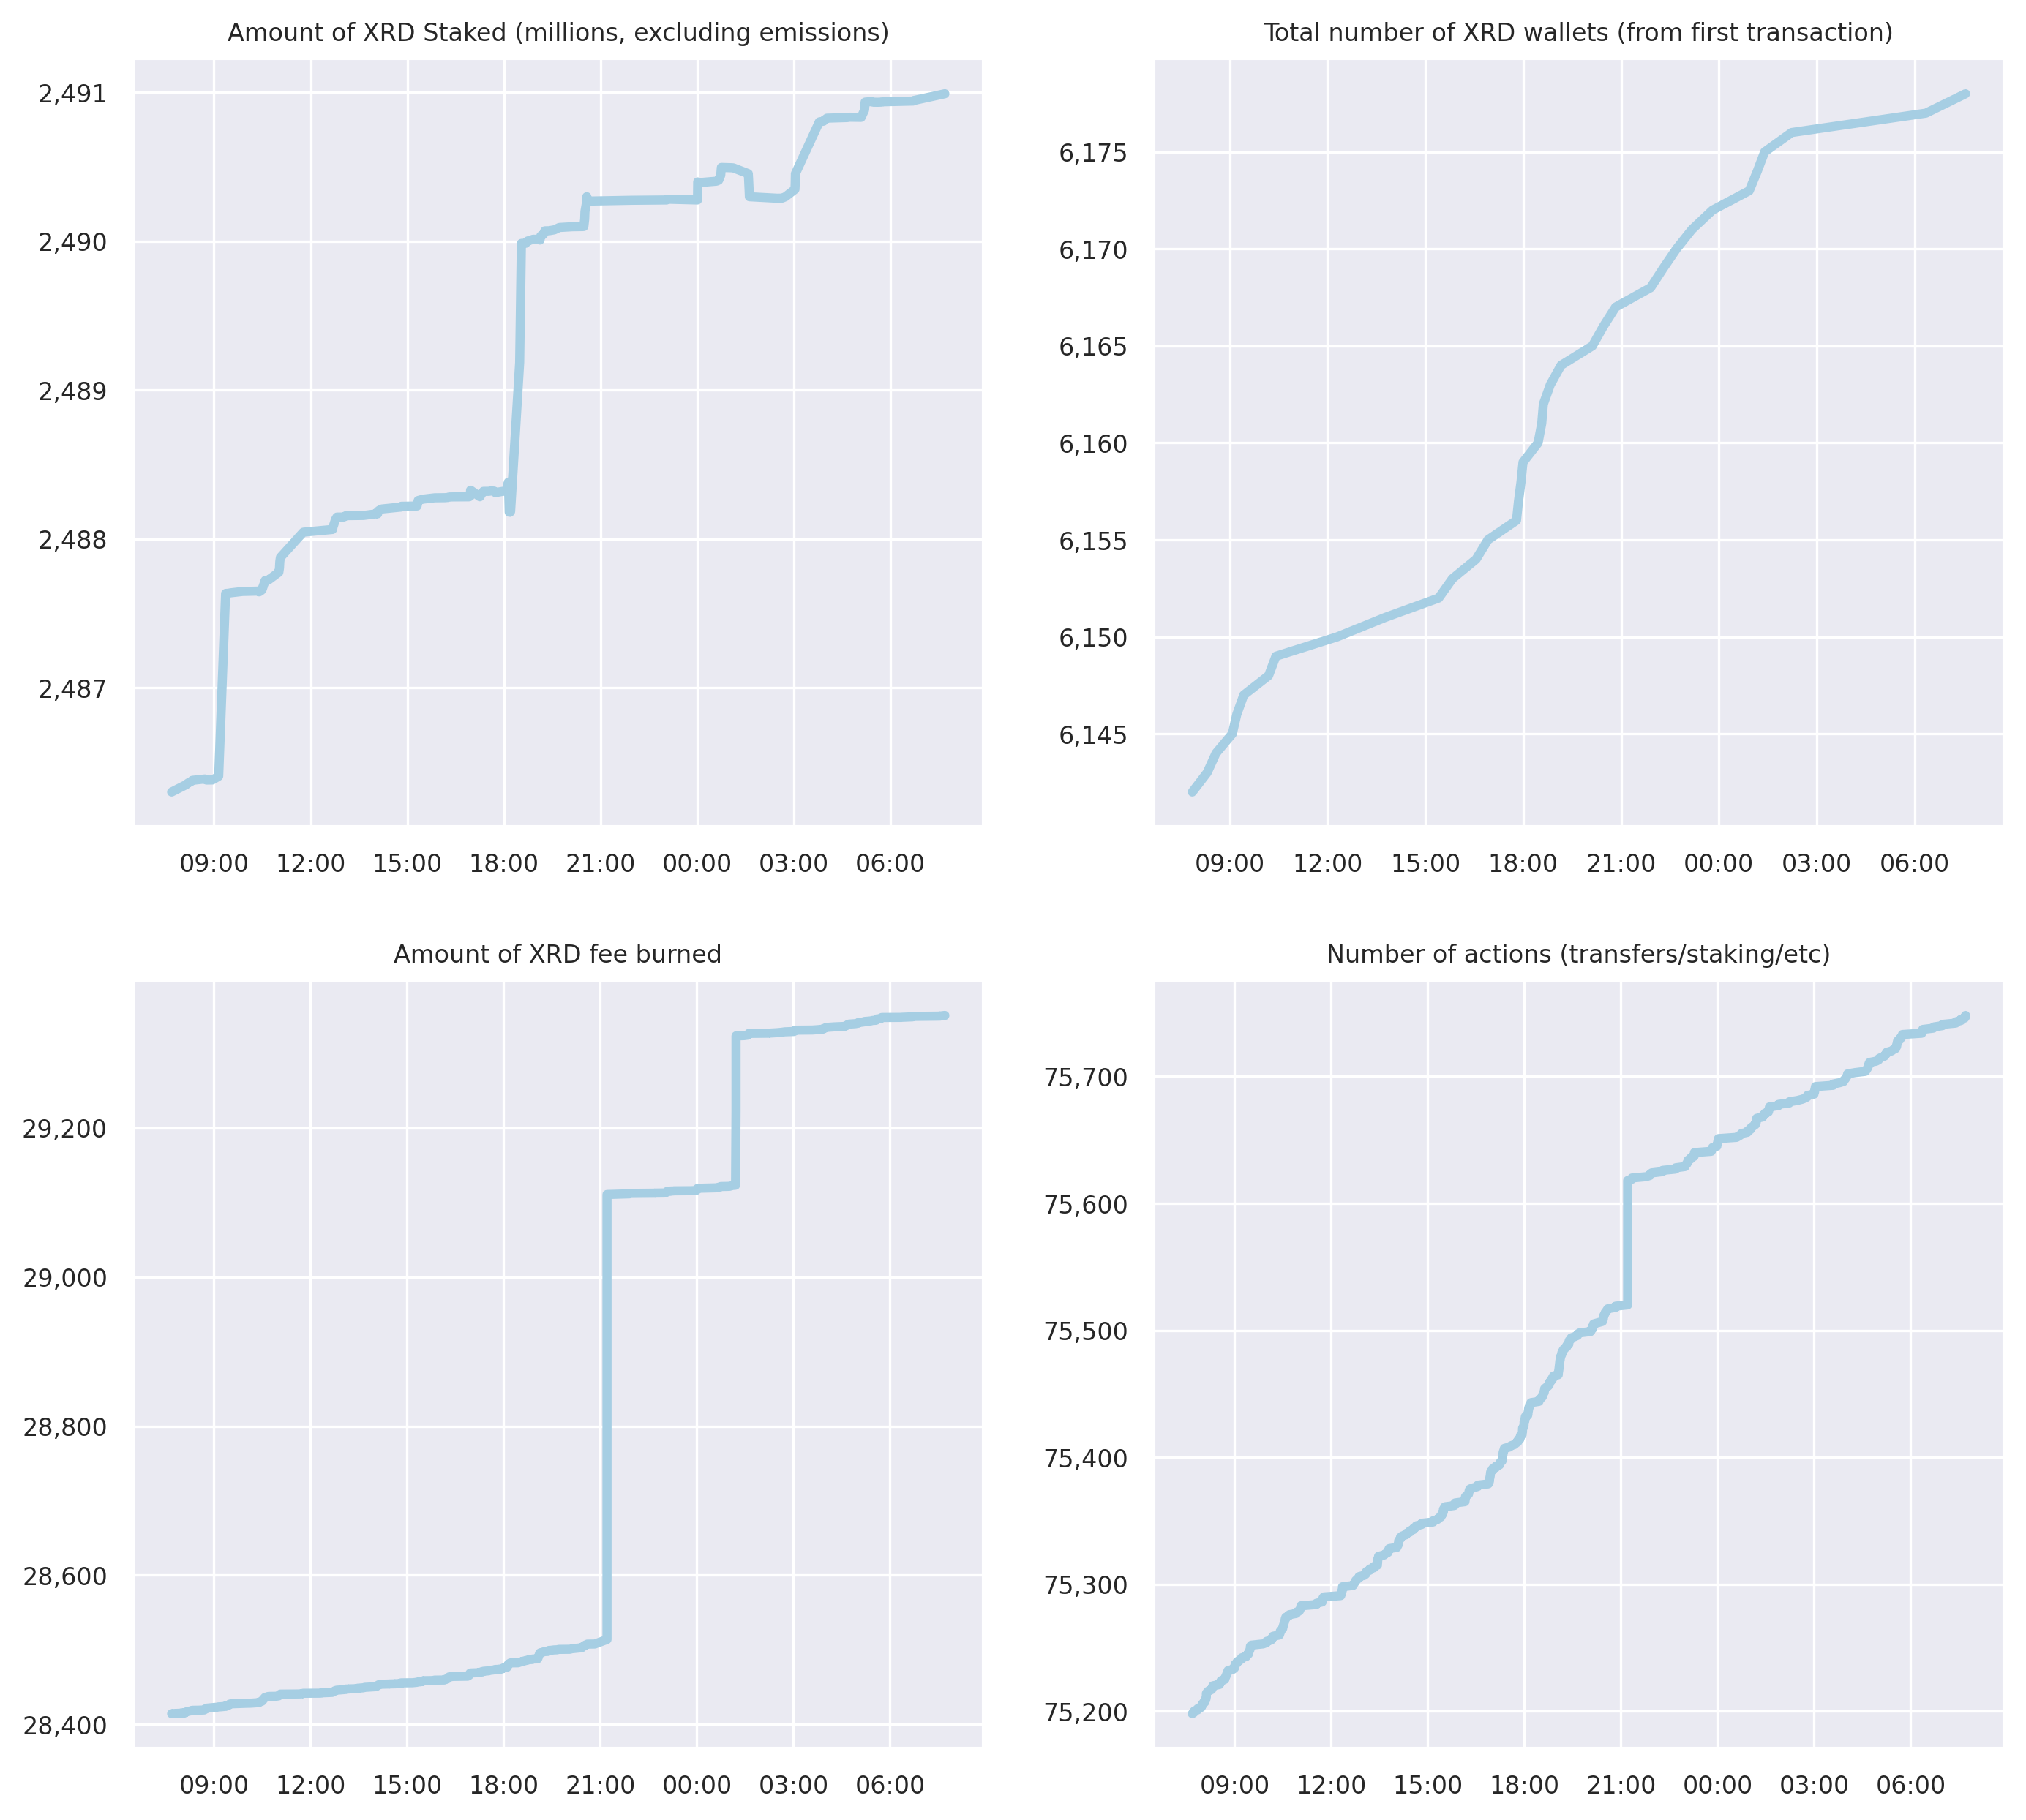 Amount of XRD Staked (millions, excluding emissions)
2,491
2,490
2,489
2,488
2,487
09:00 12:00 15:00 18:00 21:00 00:00 03:00 06:00
Total number of XRD wallets (from first transaction)
6,175
6,170
6,165
6,160
6,155
6,150
6,145
09:00 12:00 15:00 18:00 21:00 00:00 03:00 06:00
Amount of XRD fee burned
29,200
29,000
28,800
28,600
28,400
09:00 12:00 15:00 18:00 21:00 00:00 03:00 06:00
Number of actions (transfers/staking/etc)
75,700
75,600
75,500
75,400
75,300
75,200
09:00 12:00 15:00 18:00 21:00 00:00 03:00 06:00